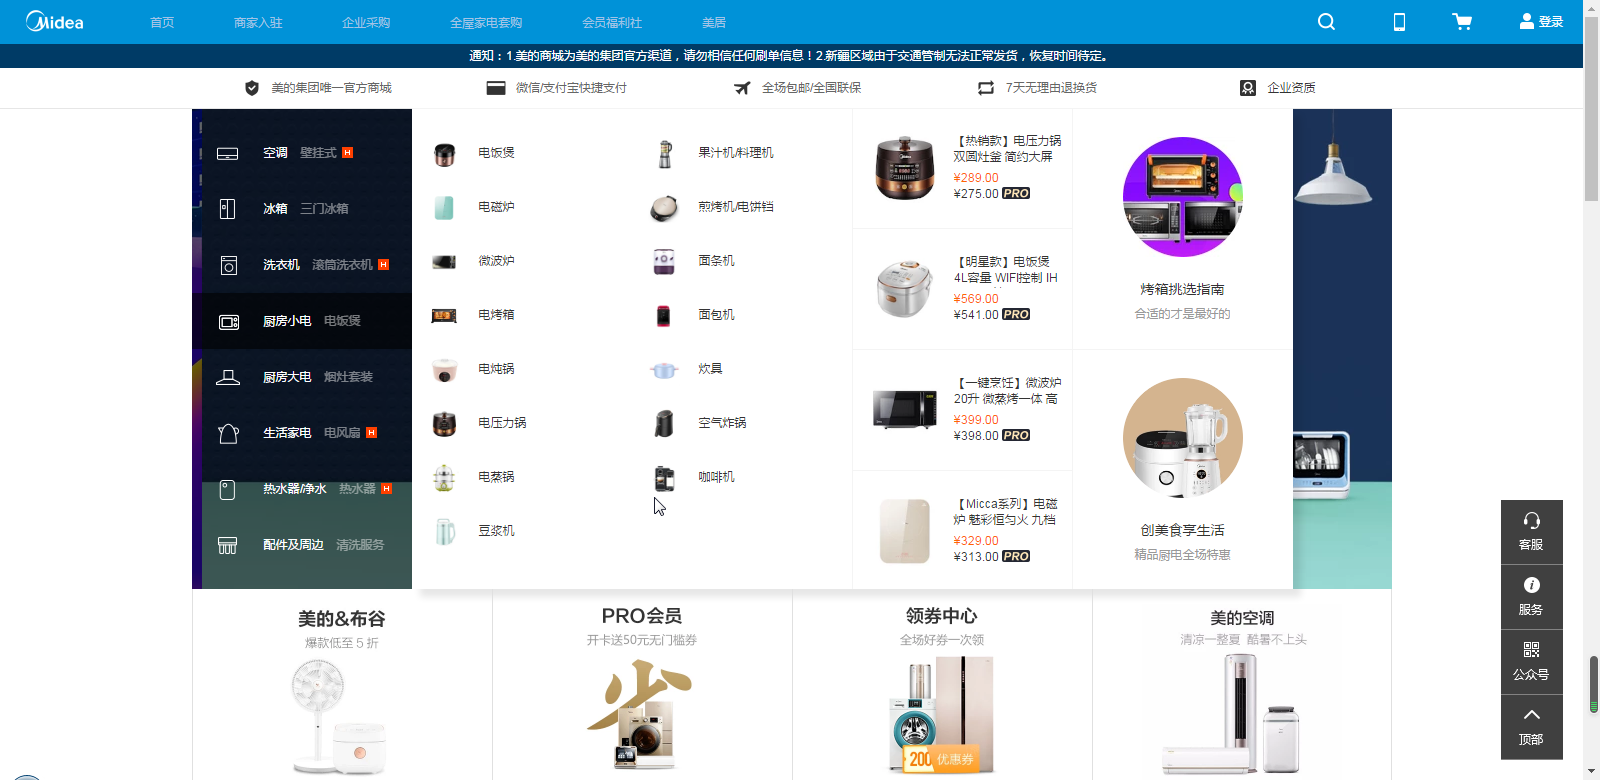 Midea
首页
商家入驻
企业采购
全屋家电套购
会员福利社
美居
登录
通知：1.美的商城为美的集团官方渠道，请勿相信任何刷单信息！2.新疆区域由于交通管制无法正常发货，恢复时间待定。
美的集团唯一官方商城
微信/支付宝快捷支付
全场包邮/全国联保
7天无理由退换货
企业资质
空调 壁挂式 H
冰箱 三门冰箱
洗衣机 滚筒洗衣机 H
厨房小电 电饭煲
厨房大电 烟灶套装
生活家电 电风扇 H
热水器/净水 热水器 H
配件及周边 清洗服务
电饭煲
果汁机/料理机
电磁炉
煎烤机/电饼铛
微波炉
面条机
电烤箱
面包机
电炖锅
炊具
电压力锅
空气炸锅
电蒸锅
咖啡机
豆浆机
【热销款】电压力锅
双圆灶釜 简约大屏
¥289.00
¥275.00 PRO
【明星款】电饭煲
4L容量 WIFI控制 IH
¥569.00
¥541.00 PRO
【一键烹饪】微波炉
20升 微蒸烤一体 高
¥399.00
¥398.00 PRO
【Micca系列】电磁
炉 魅彩恒匀火 九档
¥329.00
¥313.00 PRO
烤箱挑选指南
合适的才是最好的
创美食享生活
精品厨电全场特惠
客服
服务
公众号
顶部
美的&布谷
爆款低至 5 折
PRO会员
开卡送50元无门槛券
少
领券中心
全场好券一次领
200 优惠券
美的空调
清凉一整夏 酷暑不上头